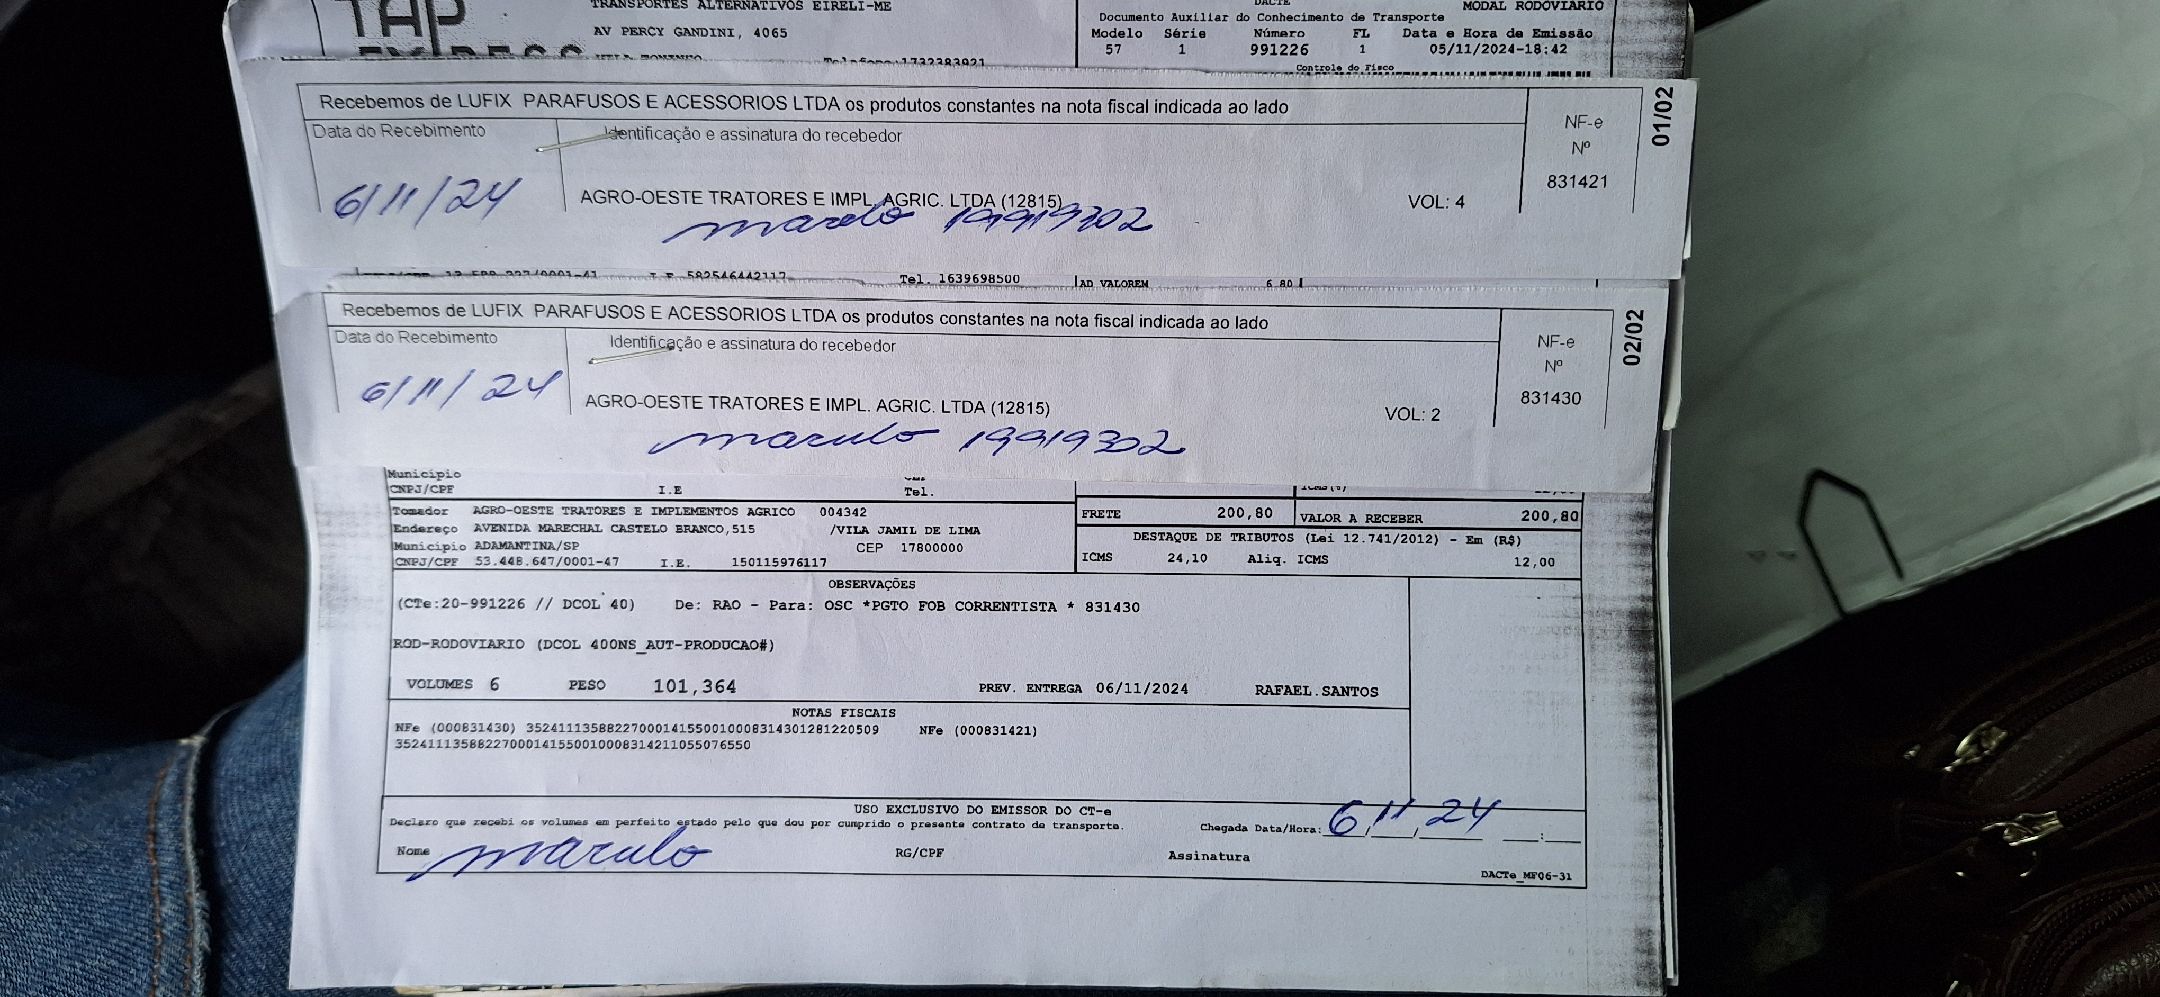 TAP EXPRESS
TRANSPORTES ALTERNATIVOS EIRELI-ME
AV PERCY GANDINI, 4065
Telefone:1732383921
DACTE
MODAL RODOVIARIO
Documento Auxiliar do Conhecimento de Transporte
Modelo Série Número FL Data e Hora de Emissão
57 1 991226 1 05/11/2024-18:42
Controle do Fisco
Recebemos de LUFIX PARAFUSOS E ACESSORIOS LTDA os produtos constantes na nota fiscal indicada ao lado
Data do Recebimento
Identificação e assinatura do recebedor
NF-e
Nº
831421
01/02
6/11/24
AGRO-OESTE TRATORES E IMPL. AGRIC. LTDA (12815)
VOL: 4
19919302
I.E 582546442117
Tel. 1639698500
AD VALOREM 6,80
Recebemos de LUFIX PARAFUSOS E ACESSORIOS LTDA os produtos constantes na nota fiscal indicada ao lado
Data do Recebimento
Identificação e assinatura do recebedor
NF-e
Nº
831430
02/02
6/11/24
AGRO-OESTE TRATORES E IMPL. AGRIC. LTDA (12815)
VOL: 2
19919302
Município
CNPJ/CPF I.E Tel.
Tomador AGRO-OESTE TRATORES E IMPLEMENTOS AGRICO 004342
Endereço AVENIDA MARECHAL CASTELO BRANCO,515 /VILA JAMIL DE LIMA
Município ADAMANTINA/SP CEP 17800000
CNPJ/CPF 53.448.647/0001-47 I.E. 150115976117
FRETE 200,80 VALOR A RECEBER 200,80
DESTAQUE DE TRIBUTOS (Lei 12.741/2012) - Em (R$)
ICMS 24,10 Aliq. ICMS 12,00
OBSERVAÇÕES
(CTe:20-991226 // DCOL 40) De: RAO - Para: OSC *PGTO FOB CORRENTISTA * 831430
ROD-RODOVIARIO (DCOL 400NS_AUT-PRODUCAO#)
VOLUMES 6 PESO 101,364 PREV. ENTREGA 06/11/2024 RAFAEL.SANTOS
NOTAS FISCAIS
NFe (000831430) 35241113588227000141550010008314301281220509 NFe (000831421)
35241113588227000141550010008314211055076550
USO EXCLUSIVO DO EMISSOR DO CT-e
Declaro que recebi os volumes em perfeito estado pelo que dou por cumprido o presente contrato de transporte.
Chegada Data/Hora: 6/11/24 :
Nome RG/CPF Assinatura
DACTe_MF06-31